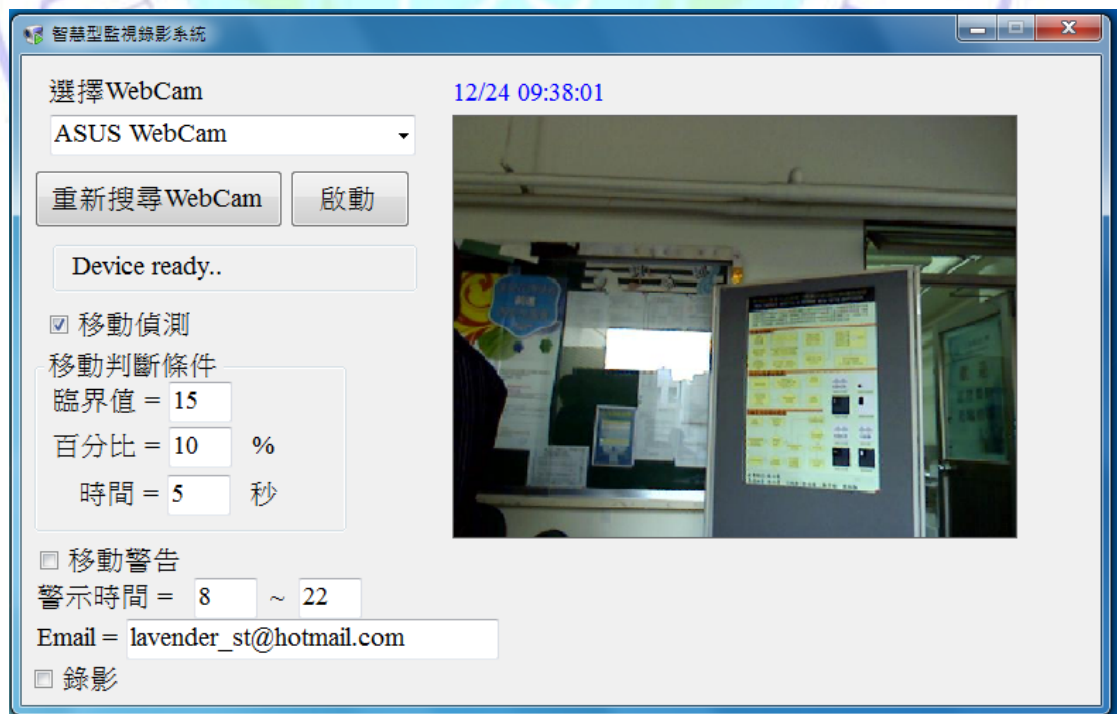 智慧型監視錄影系統
選擇WebCam
12/24 09:38:01
ASUS WebCam
重新搜尋WebCam
啟動
Device ready..
移動偵測
移動判斷條件
臨界值 = 15
百分比 = 10 %
時間 = 5 秒
移動警告
警示時間 = 8 ~ 22
Email = lavender_st@hotmail.com
錄影